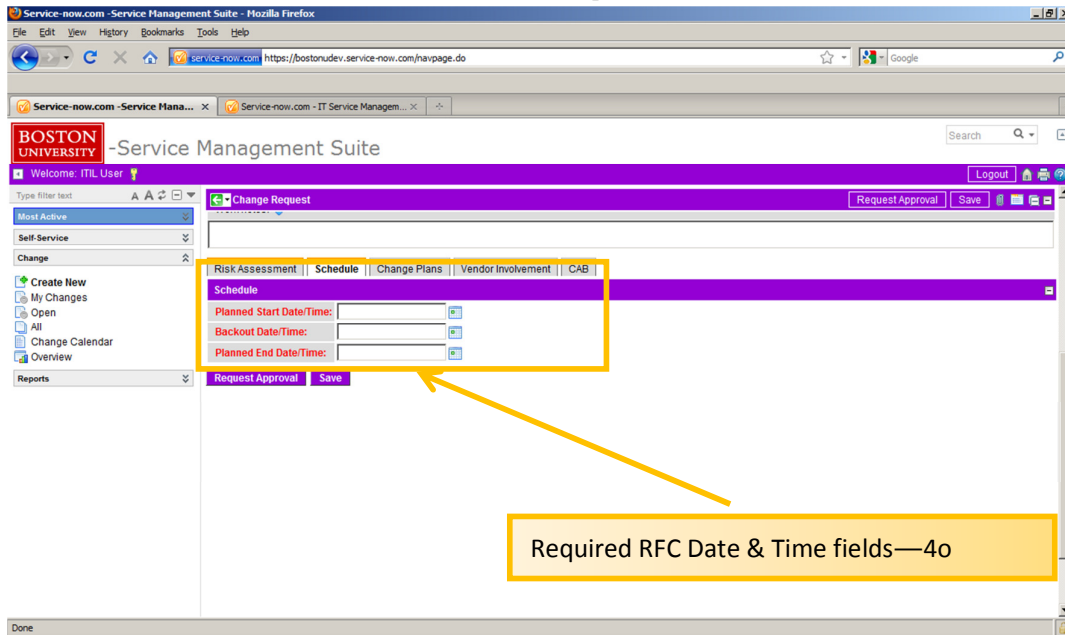 Service-now.com -Service Management Suite - Mozilla Firefox
File Edit View History Bookmarks Tools Help
service-now.com https://bostonudev.service-now.com/navpage.do
Google
Service-now.com -Service Mana...
Service-now.com - IT Service Managem...
BOSTON
UNIVERSITY
-Service Management Suite
Search
Welcome: ITIL User
Logout
Type filter text
A A
Change Request
Request Approval Save
Most Active
Self-Service
Change
Create New
My Changes
Open
All
Change Calendar
Overview
Reports
Risk Assessment Schedule Change Plans Vendor Involvement CAB
Schedule
Planned Start Date/Time:
Backout Date/Time:
Planned End Date/Time:
Request Approval Save
Required RFC Date & Time fields—4o
Done